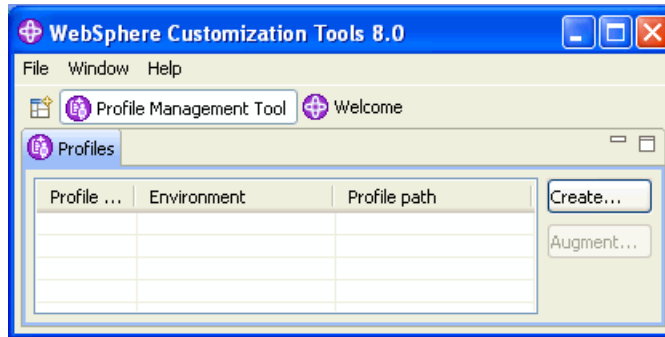 WebSphere Customization Tools 8.0
File Window Help
Profile Management Tool Welcome
Profiles
Profile ... Environment Profile path Create...
Augment...